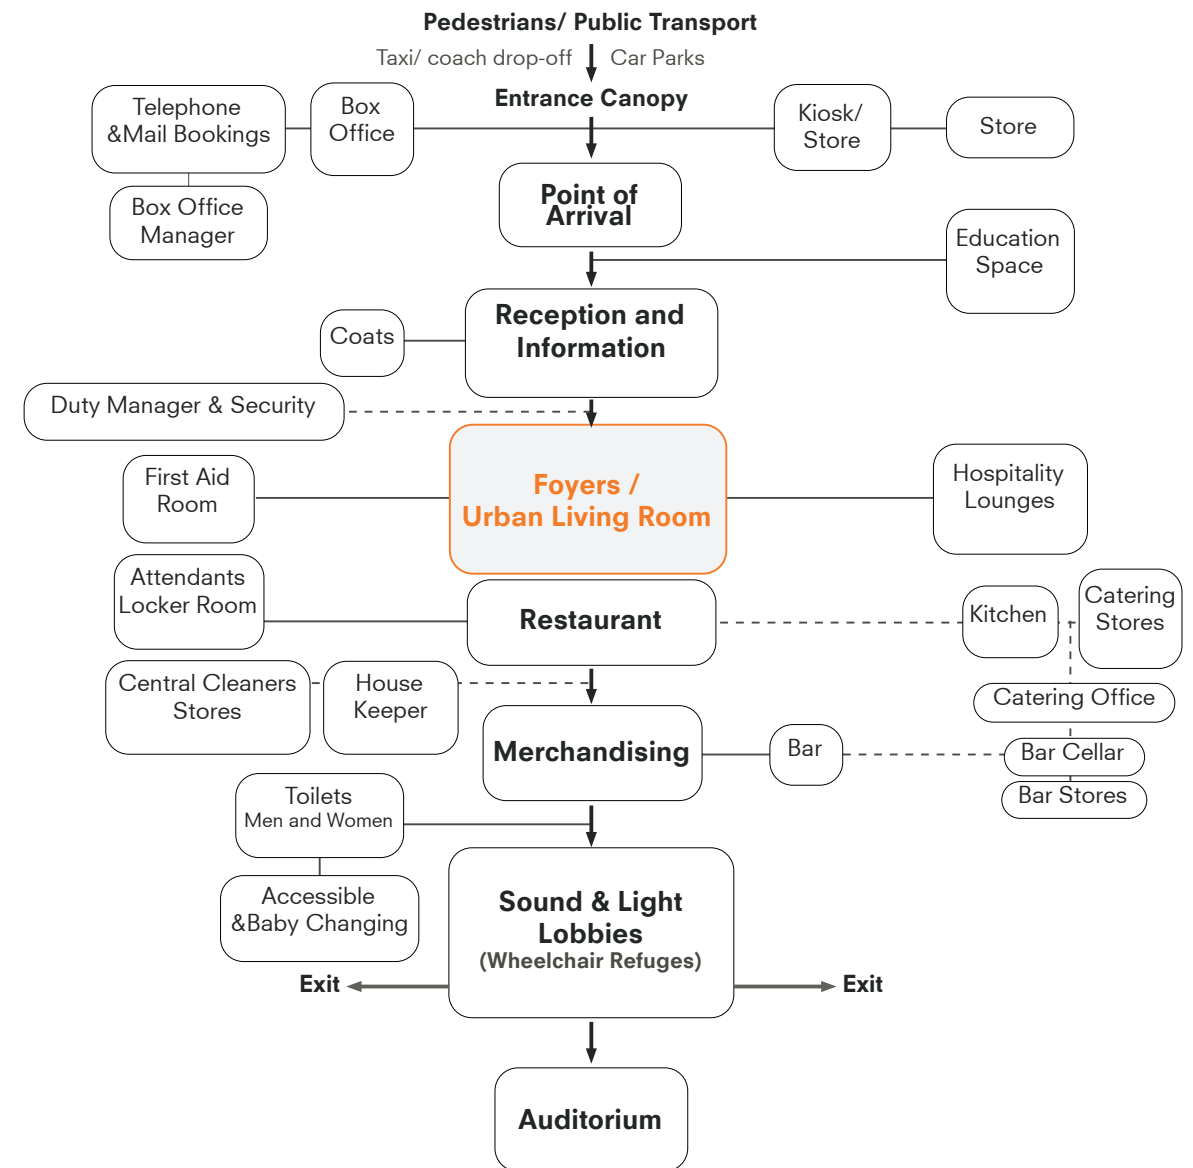 Pedestrians/ Public Transport
Taxi/ coach drop-off
Car Parks
Entrance Canopy
Telephone
&Mail Bookings
Box
Office
Kiosk/
Store
Store
Box Office
Manager
Point of
Arrival
Education
Space
Reception and
Information
Coats
Duty Manager & Security
First Aid
Room
Foyers /
Urban Living Room
Hospitality
Lounges
Attendants
Locker Room
Restaurant
Kitchen
Catering
Stores
Central Cleaners
Stores
House
Keeper
Catering Office
Merchandising
Bar
Bar Cellar
Bar Stores
Toilets
Men and Women
Accessible
&Baby Changing
Sound & Light
Lobbies
(Wheelchair Refuges)
Exit
Exit
Auditorium